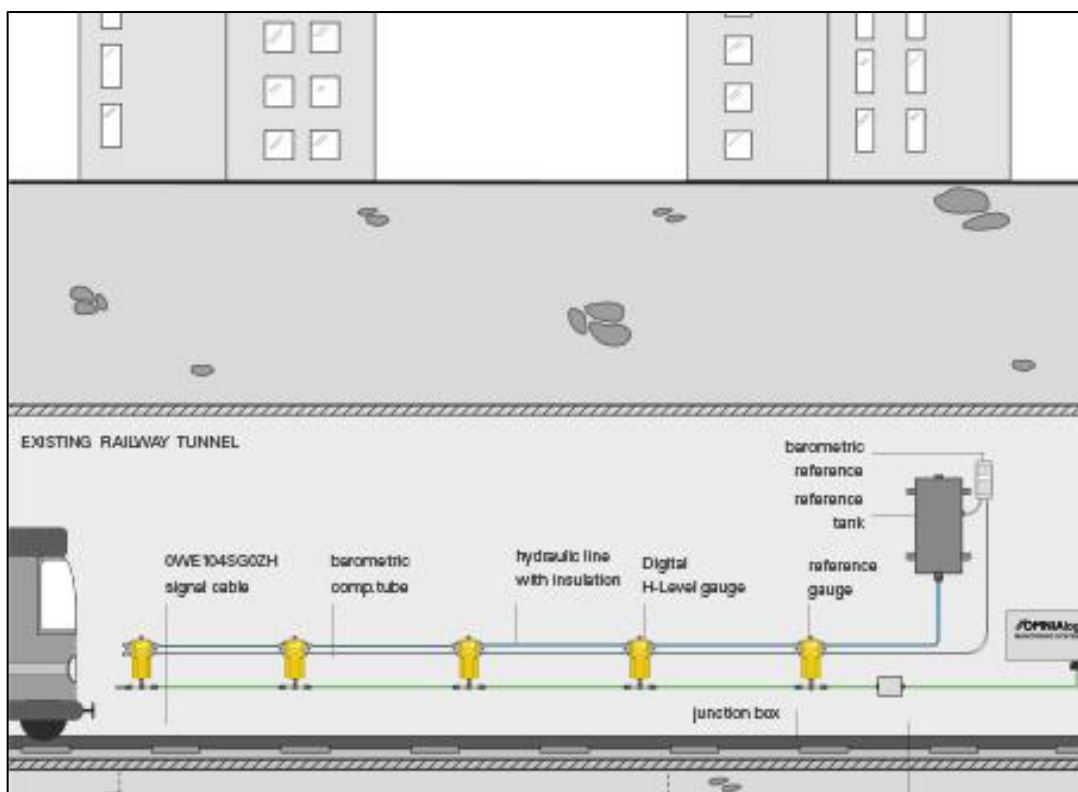 EXISTING RAILWAY TUNNEL
barometric
reference
reference
tank
0WE104SG0ZH
signal cable
barometric
comp.tube
hydraulic line
with insulation
Digital
H-Level gauge
reference
gauge
OMNIAlog
junction box